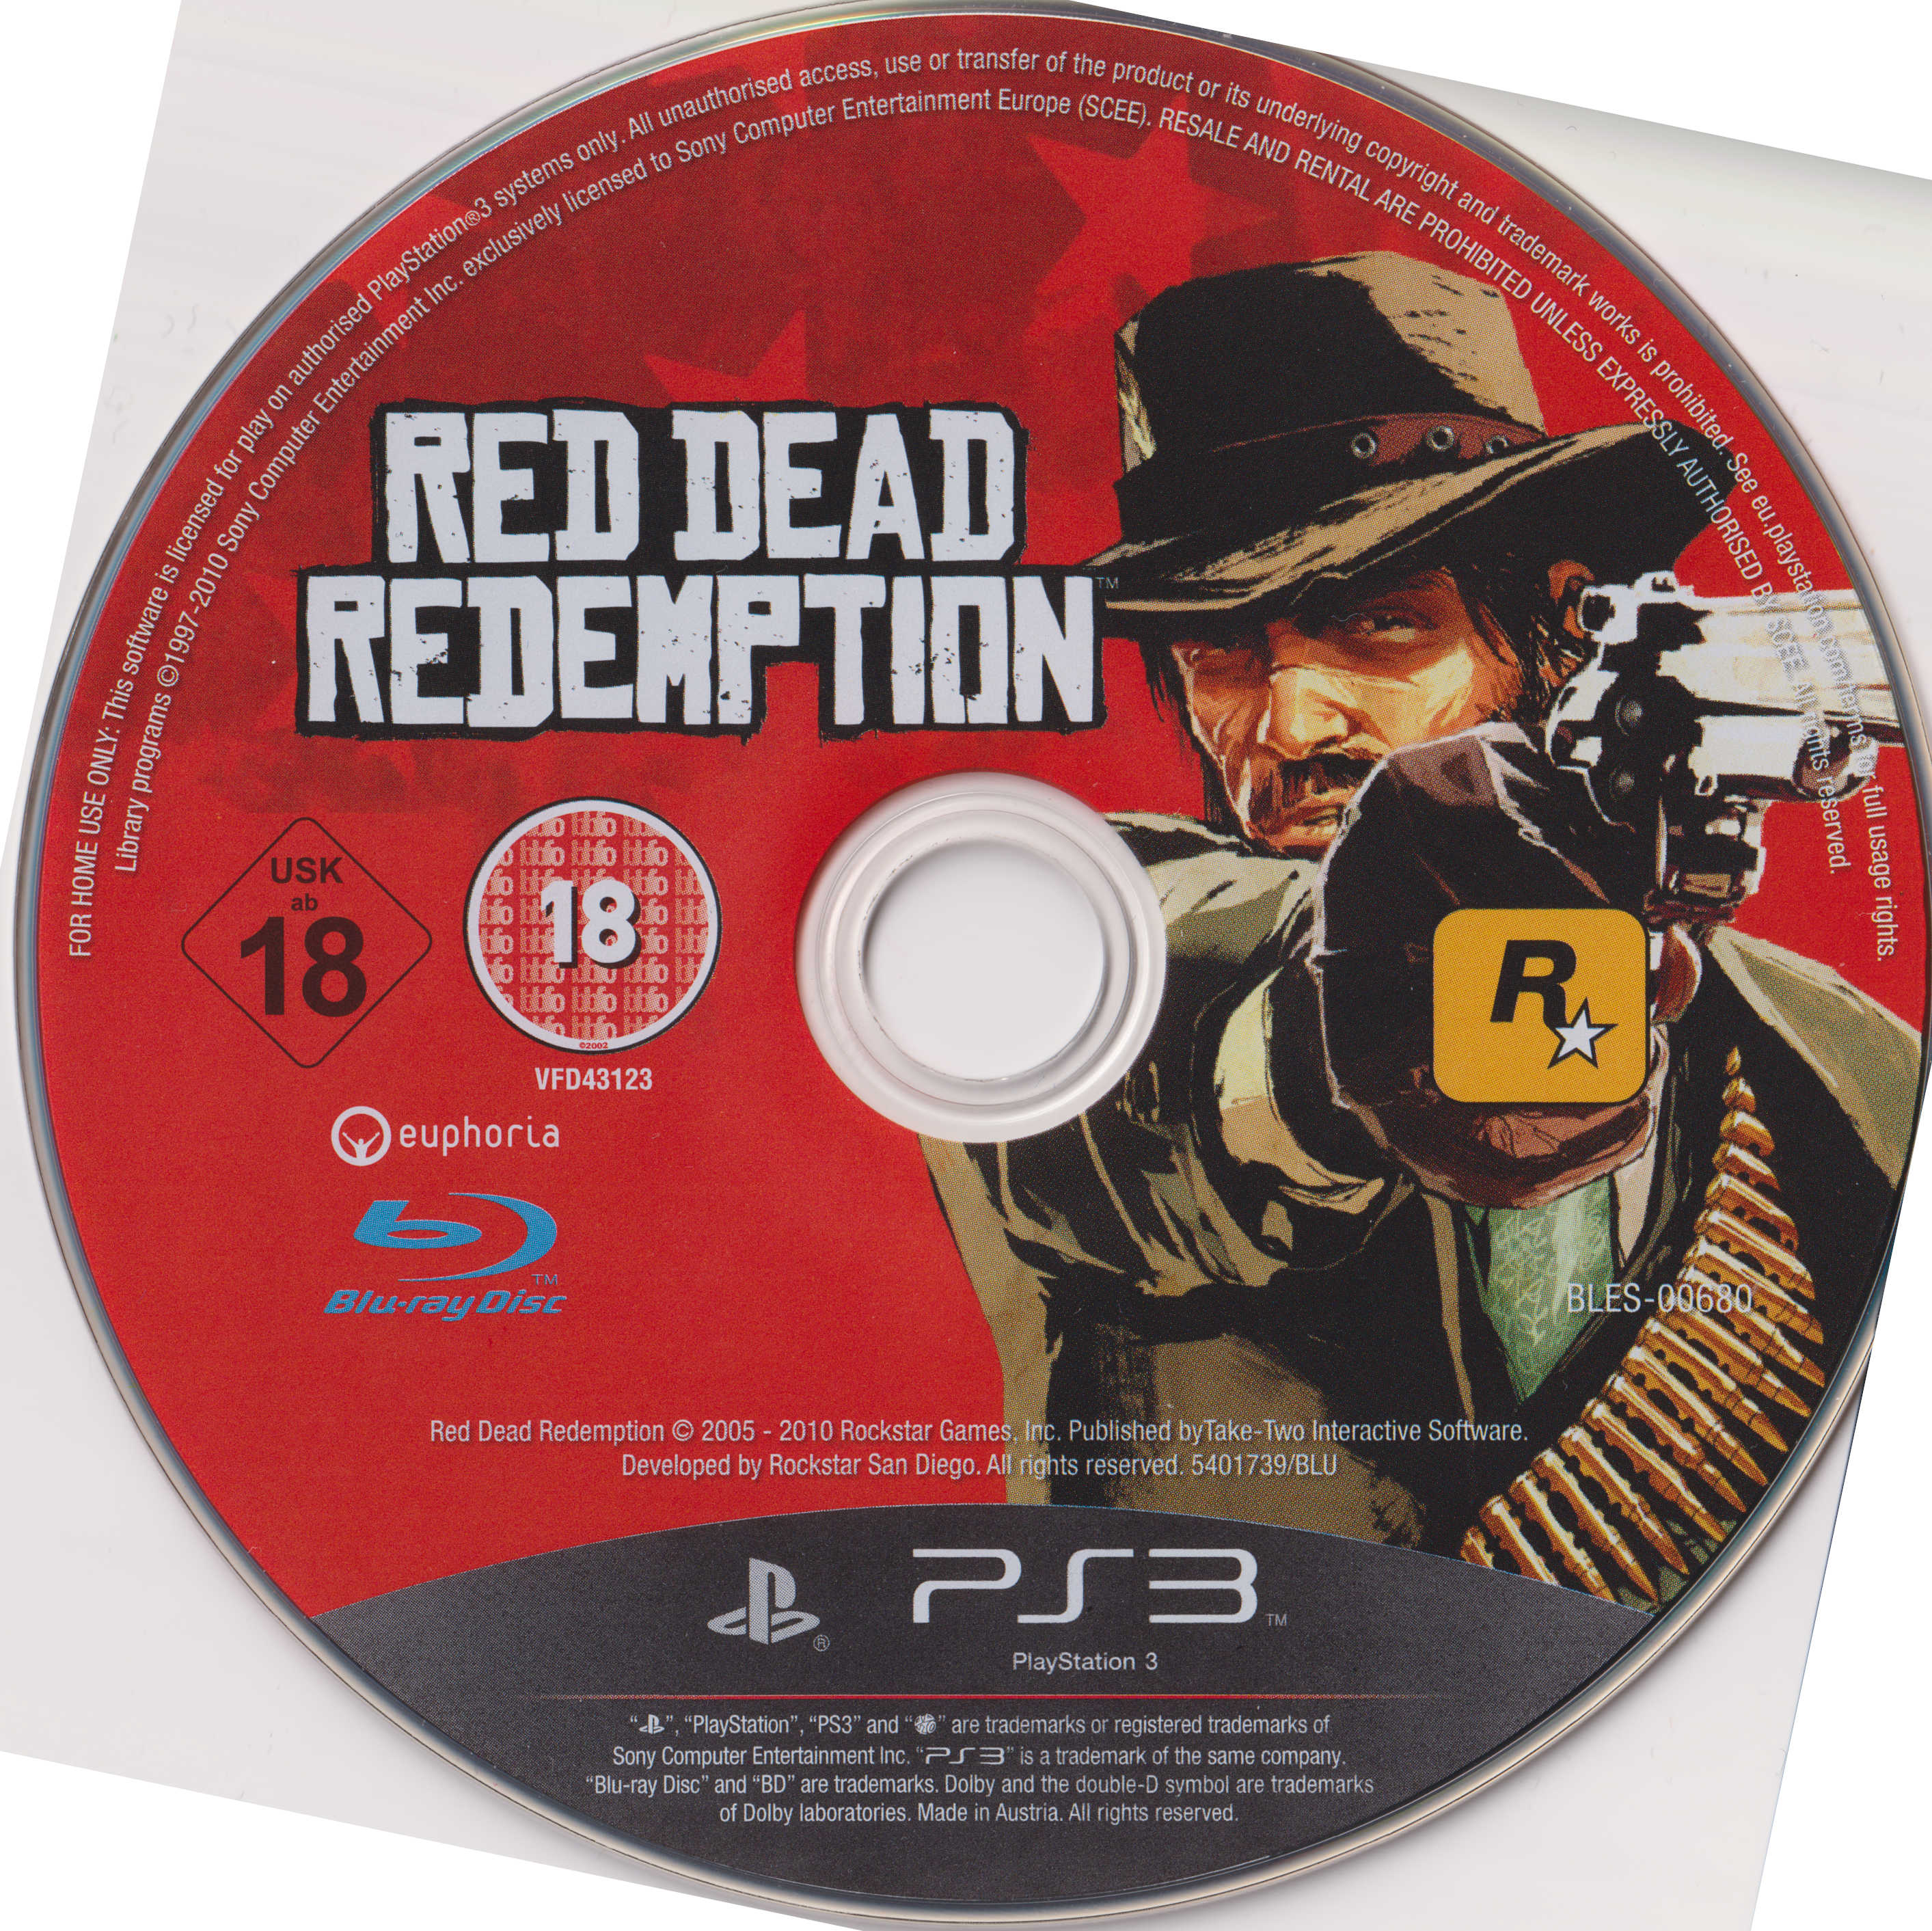 FOR HOME USE ONLY: This software is licensed for play on authorised PlayStation®3 systems only. All unauthorised access, use or transfer of the product or its underlying copyright and trademark works is prohibited. See eu.playstation.com/terms for full usage rights.
Library programs ©1997-2010 Sony Computer Entertainment Inc. exclusively licensed to Sony Computer Entertainment Europe (SCEE). RESALE AND RENTAL ARE PROHIBITED UNLESS EXPRESSLY AUTHORISED BY SCEE. All rights reserved.
RED DEAD
REDEMPTION™
USK
ab
18
bbfc
18
©2002
VFD43123
R
euphoria
Blu-ray Disc™
BLES-00680
Red Dead Redemption © 2005 - 2010 Rockstar Games, Inc. Published byTake-Two Interactive Software.
Developed by Rockstar San Diego. All rights reserved. 5401739/BLU
® PS3™
PlayStation 3
“ ”, “PlayStation”, “PS3” and “ ” are trademarks or registered trademarks of
Sony Computer Entertainment Inc. “PS3” is a trademark of the same company.
“Blu-ray Disc” and “BD” are trademarks. Dolby and the double-D symbol are trademarks
of Dolby laboratories. Made in Austria. All rights reserved.